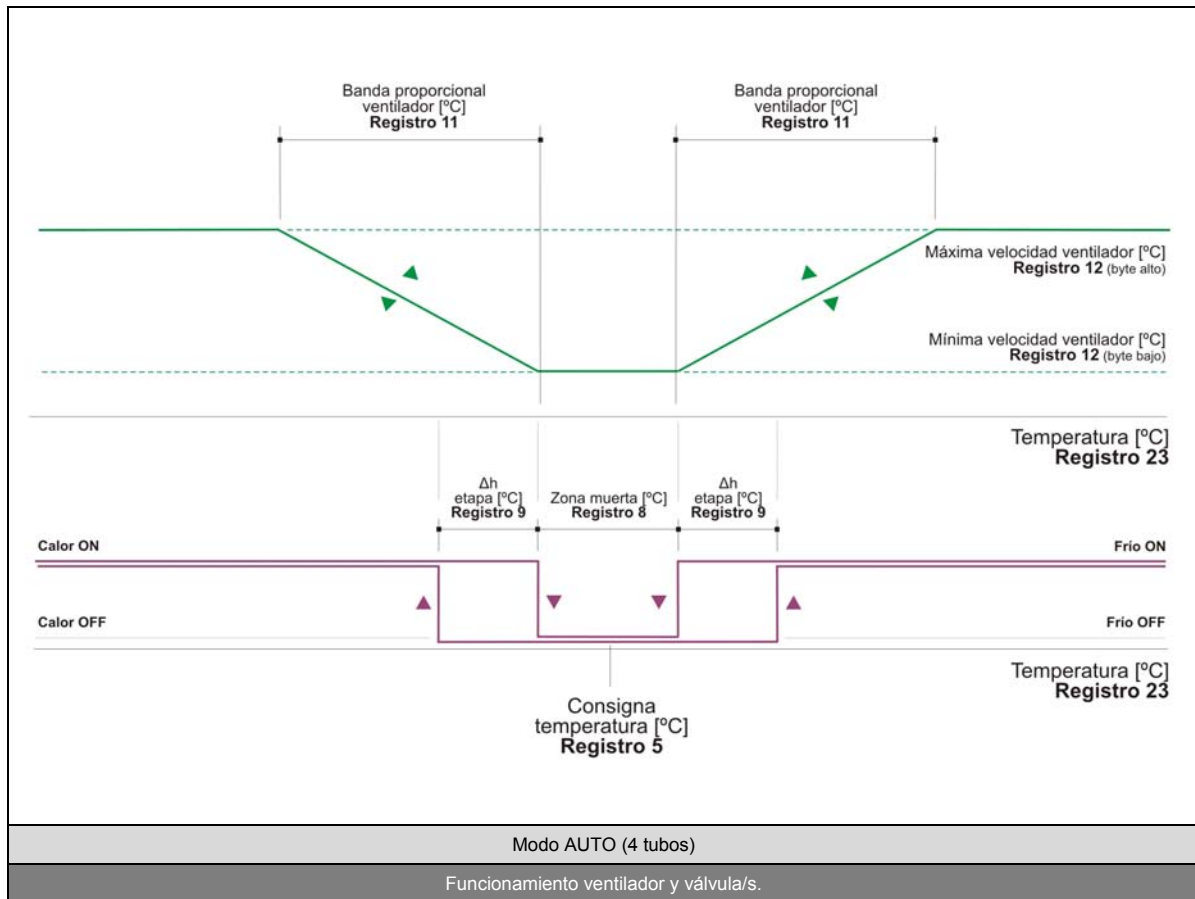 Banda proporcional
ventilador [ºC]
Registro 11
Banda proporcional
ventilador [ºC]
Registro 11
Máxima velocidad ventilador [ºC]
Registro 12 (byte alto)
Mínima velocidad ventilador [ºC]
Registro 12 (byte bajo)
Temperatura [ºC]
Registro 23
Δh
etapa [ºC]
Registro 9
Zona muerta [ºC]
Registro 8
Δh
etapa [ºC]
Registro 9
Calor ON
Frío ON
Calor OFF
Frío OFF
Temperatura [ºC]
Registro 23
Consigna
temperatura [ºC]
Registro 5
Modo AUTO (4 tubos)
Funcionamiento ventilador y válvula/s.